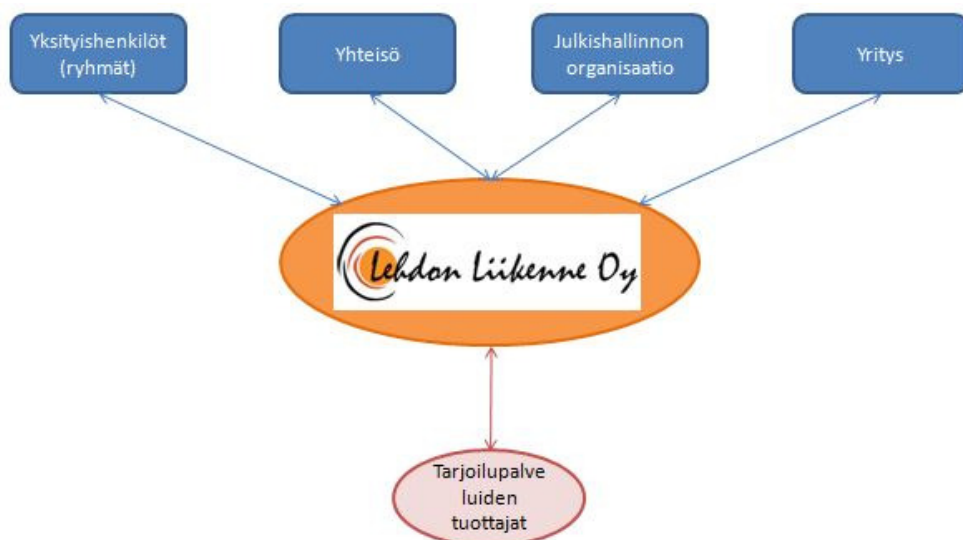 Yksityishenkilöt
(ryhmät)
Yhteisö
Julkishallinnon
organisaatio
Yritys
Lehdon Liikenne Oy
Tarjoilupalve
luiden
tuottajat